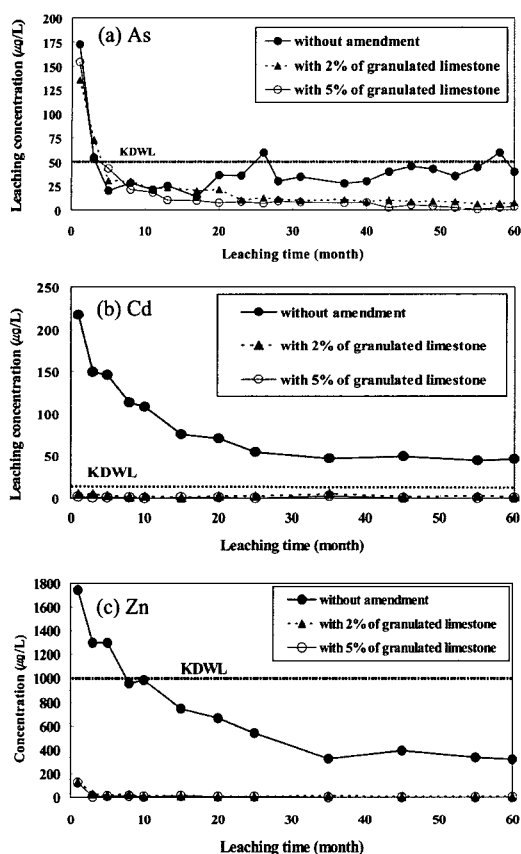 (a) As
Leaching concentration (µg/L)
200
175
150
125
100
75
50
25
0
without amendment
with 2% of granulated limestone
with 5% of granulated limestone
KDWL
0 10 20 30 40 50 60
Leaching time (month)
(b) Cd
Leaching concentration (µg/L)
250
200
150
100
50
0
without amendment
with 2% of granulated limestone
with 5% of granulated limestone
KDWL
0 10 20 30 40 50 60
Leaching time (month)
(c) Zn
Concentration (µg/L)
1800
1600
1400
1200
1000
800
600
400
200
0
without amendment
with 2% of granulated limestone
with 5% of granulated limestone
KDWL
0 10 20 30 40 50 60
Leaching time (month)